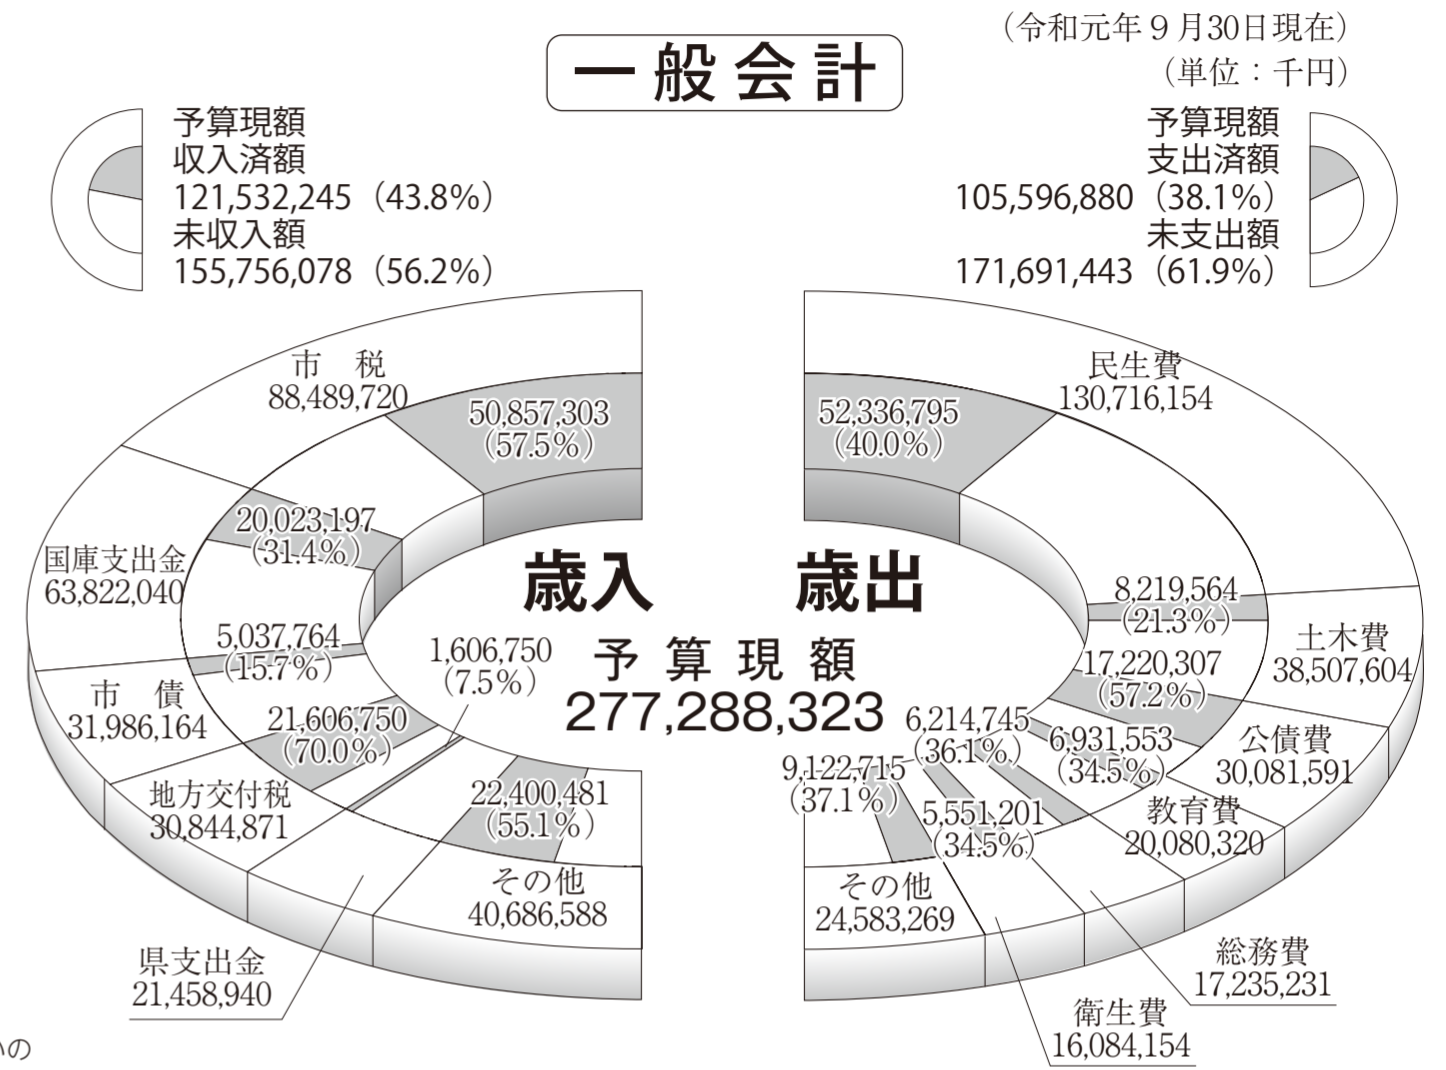 (令和元年９月30日現在)
一般会計
(単位：千円)
予算現額
収入済額
121,532,245 (43.8%)
未収入額
155,756,078 (56.2%)
予算現額
支出済額
105,596,880 (38.1%)
未支出額
171,691,443 (61.9%)
市　税
88,489,720
50,857,303
(57.5%)
国庫支出金
63,822,040
20,023,197
(31.4%)
市　債
31,986,164
5,037,764
(15.7%)
地方交付税
30,844,871
21,606,750
(70.0%)
県支出金
21,458,940
1,606,750
(7.5%)
その他
40,686,588
22,400,481
(55.1%)
歳入
歳出
予算現額
277,288,323
民生費
130,716,154
52,336,795
(40.0%)
土木費
38,507,604
8,219,564
(21.3%)
公債費
30,081,591
17,220,307
(57.2%)
教育費
20,080,320
6,931,553
(34.5%)
総務費
17,235,231
6,214,745
(36.1%)
衛生費
16,084,154
5,551,201
(34.5%)
その他
24,583,269
9,122,715
(37.1%)
いの